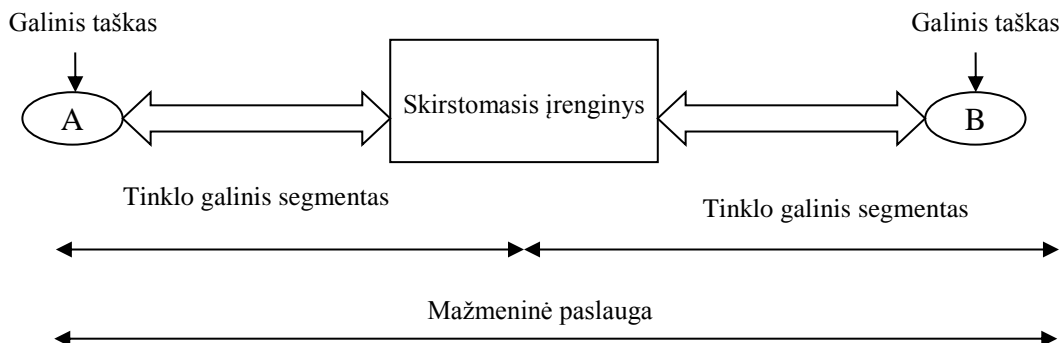 Galinis taškas
Galinis taškas
A
Skirstomasis įrenginys
B
Tinklo galinis segmentas
Tinklo galinis segmentas
Mažmeninė paslauga